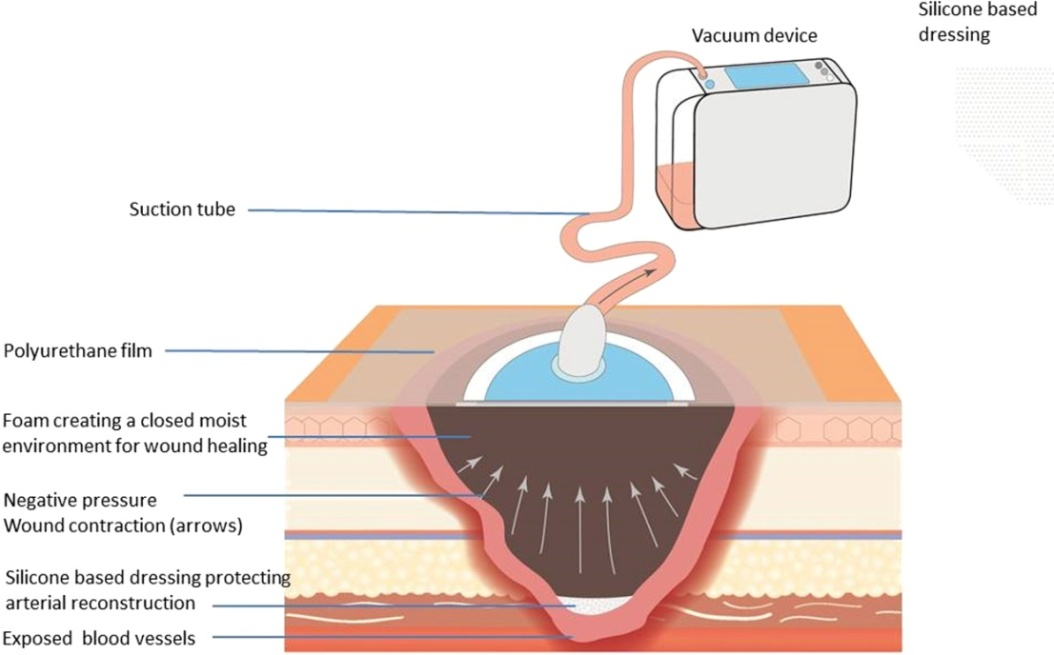 Silicone based
dressing
Vacuum device
Suction tube
Polyurethane film
Foam creating a closed moist
environment for wound healing
Negative pressure
Wound contraction (arrows)
Silicone based dressing protecting
arterial reconstruction
Exposed blood vessels